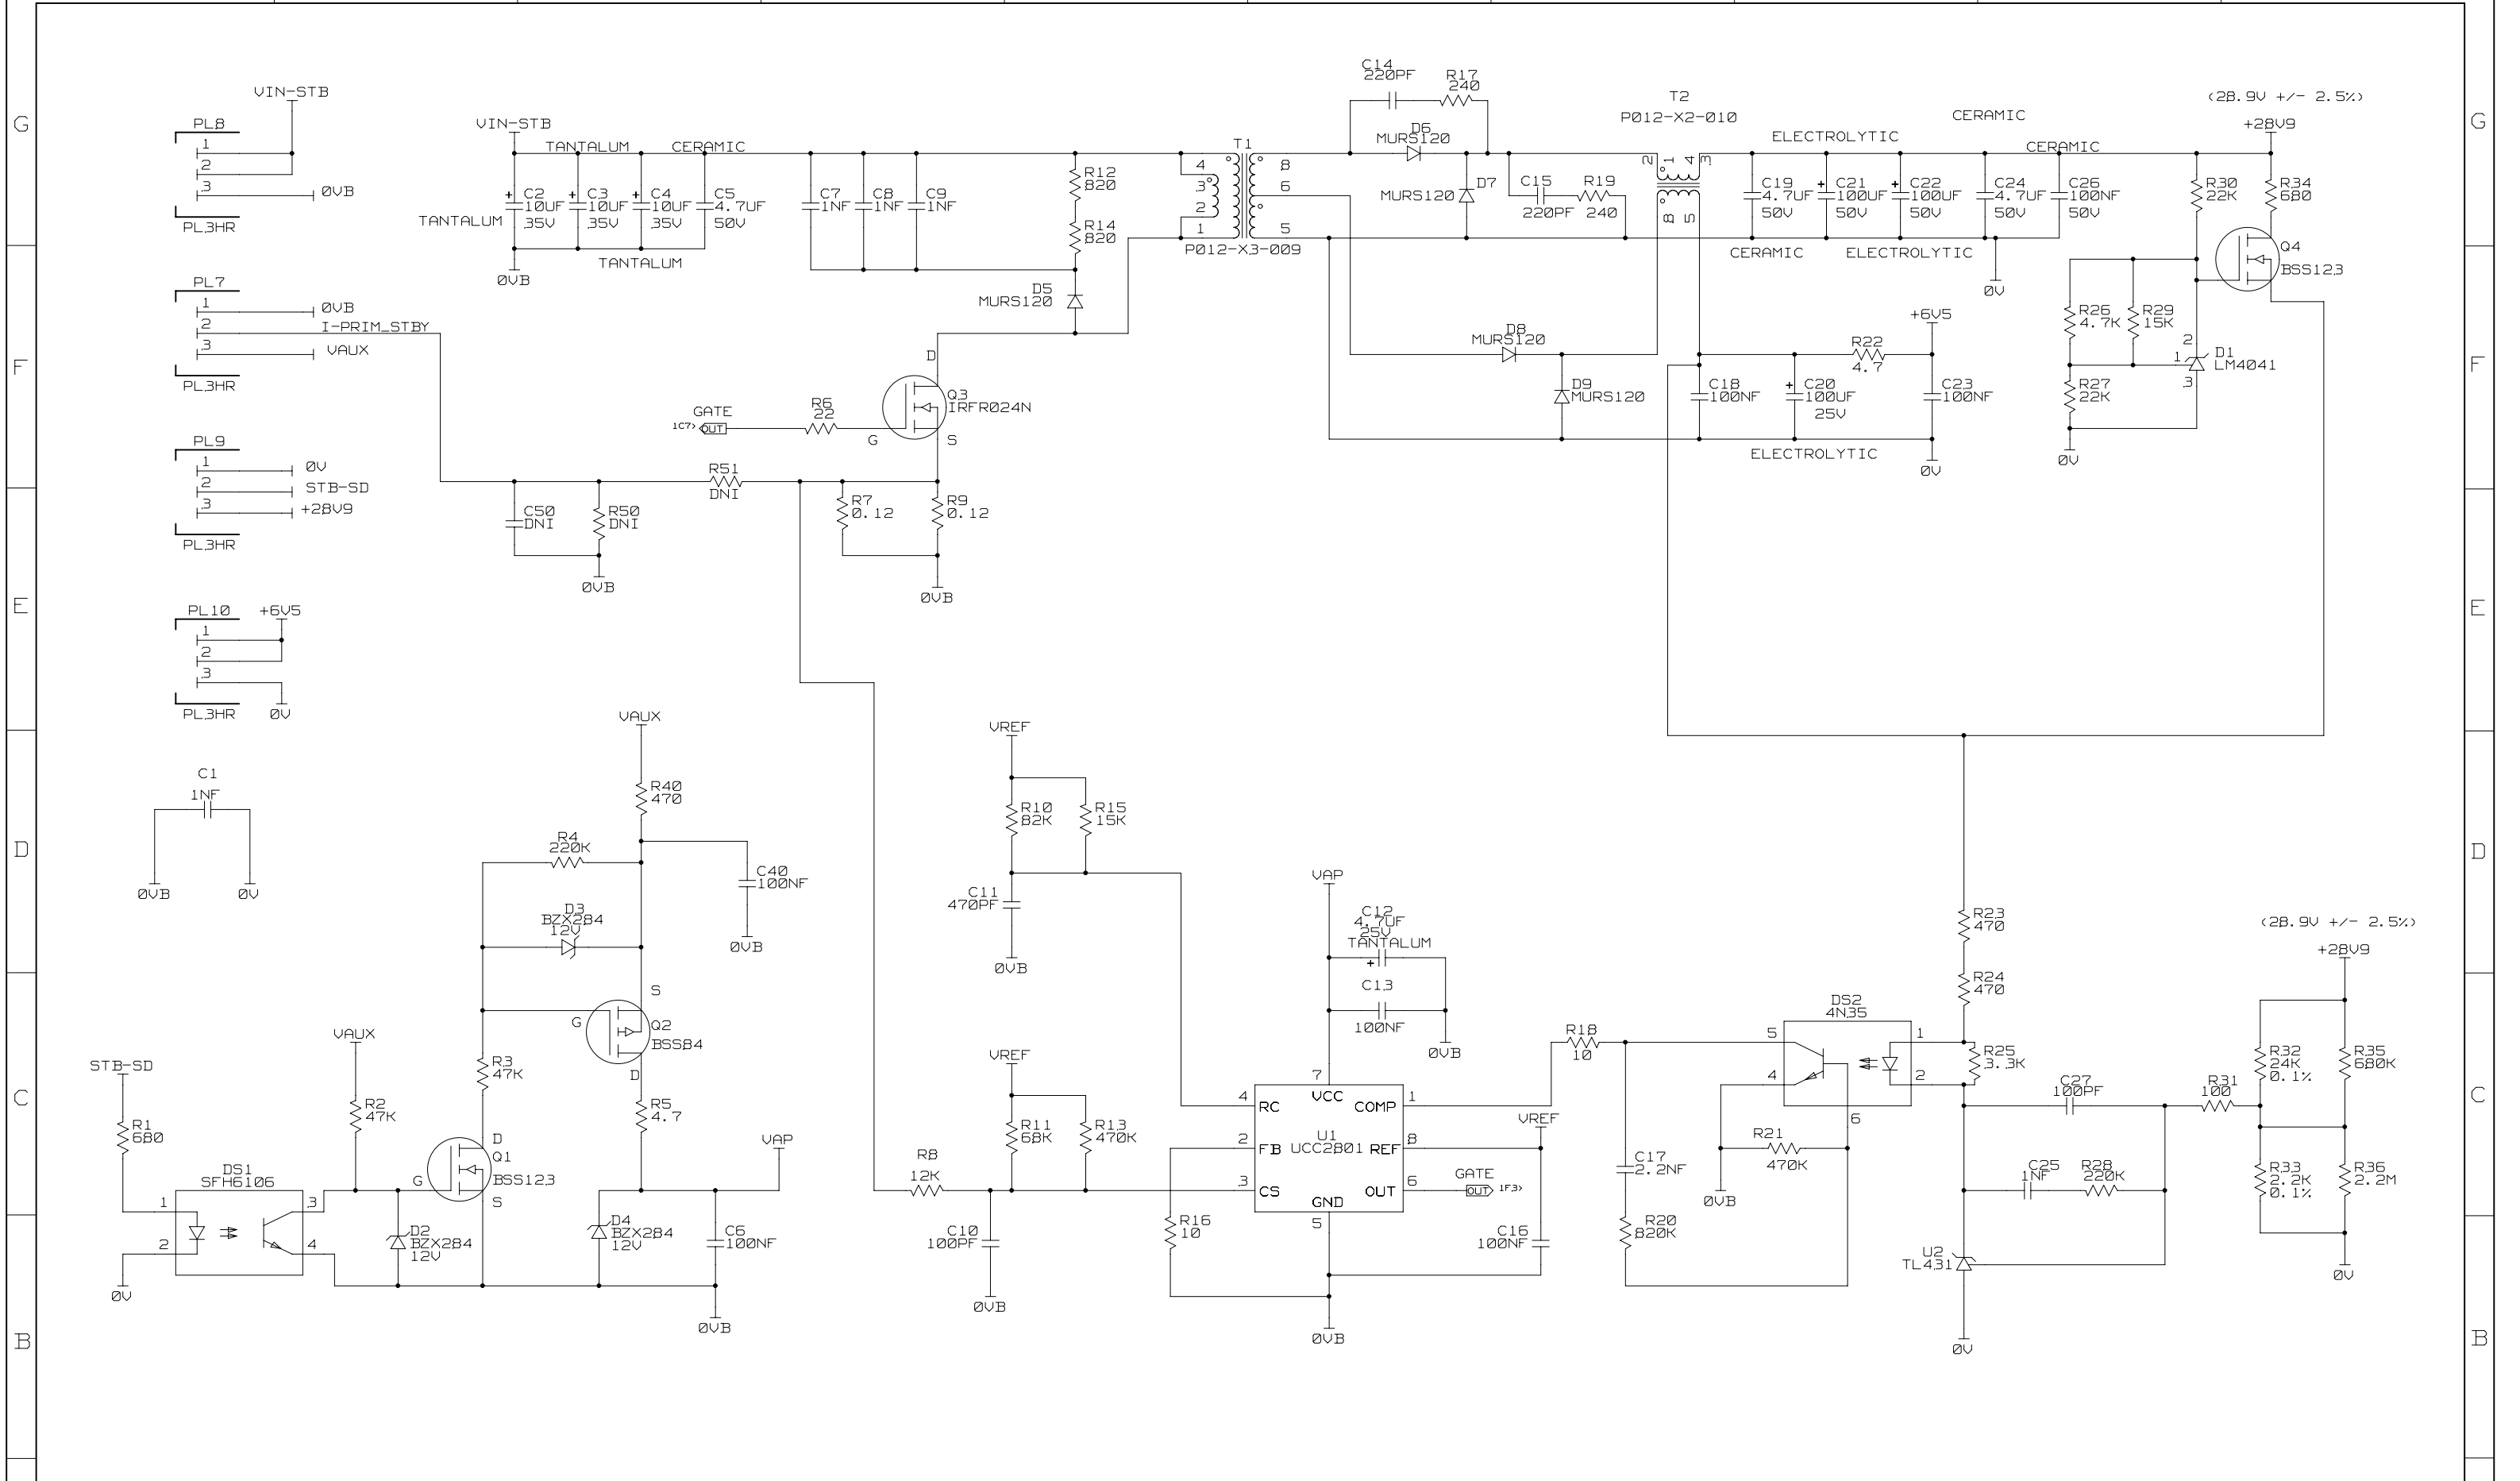 G
VIN-STB
PL8
1
2
3
0VB
PL3HR
PL7
1
0VB
2
I-PRIM_STBY
3
VAUX
PL3HR
PL9
1
0V
2
STB-SD
3
+28V9
PL3HR
PL10
+6V5
1
2
3
PL3HR
0V
C1
1NF
0VB
0V
VIN-STB
TANTALUM
CERAMIC
+
C2
10UF
35V
+
C3
10UF
35V
+
C4
10UF
35V
C5
4.7UF
50V
TANTALUM
TANTALUM
0VB
C7
1NF
C8
1NF
C9
1NF
R12
820
R14
820
D5
MURS120
T1
4
3
2
1
8
6
5
P012-X3-009
C14
220PF
R17
240
D6
MURS120
D7
MURS120
C15
220PF
R19
240
T2
P012-X2-010
2
1
4
3
8
5
ELECTROLYTIC
CERAMIC
CERAMIC
C19
4.7UF
50V
+
C21
100UF
50V
+
C22
100UF
50V
C24
4.7UF
50V
C26
100NF
50V
CERAMIC
ELECTROLYTIC
0V
(28.9V +/- 2.5%)
+28V9
R30
22K
R34
680
Q4
BSS123
R26
4.7K
R29
15K
2
1
3
D1
LM4041
R27
22K
0V
G
F
F
D
Q3
IRFR024N
GATE
1C7>
OUT
R6
22
G
S
R51
DNI
C50
DNI
R50
DNI
0VB
R7
0.12
R9
0.12
0VB
D8
MURS120
D9
MURS120
C18
100NF
+
C20
100UF
25V
R22
4.7
+6V5
C23
100NF
ELECTROLYTIC
0V
E
E
D
D
VAUX
R40
470
R4
220K
C40
100NF
0VB
D3
BZX284
12V
S
G
Q2
BSS84
D
R3
47K
R5
4.7
VAUX
STB-SD
R1
680
R2
47K
D
Q1
BSS123
G
S
VAP
DS1
SFH6106
1
3
2
4
0V
D2
BZX284
12V
D4
BZX284
12V
C6
100NF
0VB
VREF
R10
82K
R15
15K
C11
470PF
0VB
VREF
R11
68K
R13
470K
R8
12K
C10
100PF
0VB
VAP
C12
4.7UF
25V
TANTALUM
+
C13
100NF
0VB
7
4
RC
VCC
COMP
1
2
FB
U1
UCC2801
REF
8
3
CS
OUT
6
GND
5
R16
10
0VB
VREF
GATE
OUT
1F3>
C16
100NF
R18
10
C17
2.2NF
R20
820K
DS2
4N35
5
1
4
2
6
R21
470K
0V
R23
470
R24
470
R25
3.3K
C27
100PF
R31
100
C25
1NF
R28
220K
U2
TL431
0V
(28.9V +/- 2.5%)
+28V9
R32
24K
0.1%
R35
680K
R33
2.2K
0.1%
R36
2.2M
0V
C
C
B
B